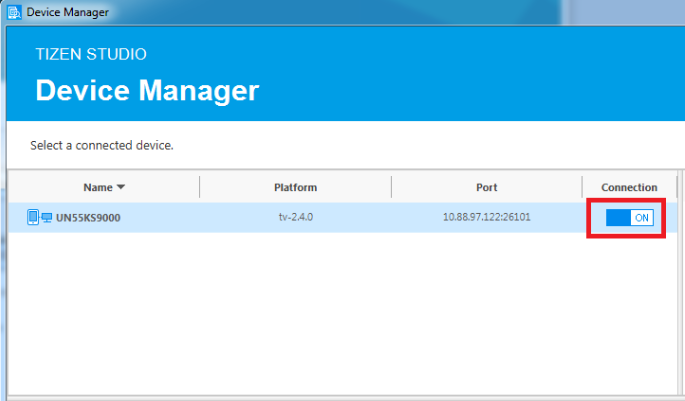 Device Manager
TIZEN STUDIO
Device Manager
Select a connected device.
Name Platform Port Connection
UN55KS9000 tv-2.4.0 10.88.97.122:26101 ON